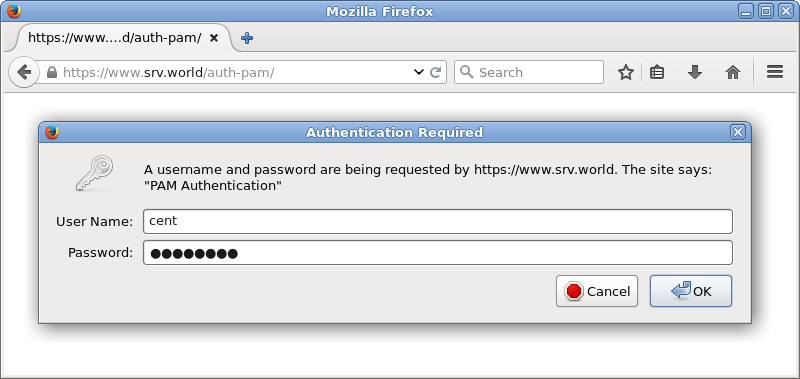 Mozilla Firefox
https://www....d/auth-pam/
https://www.srv.world/auth-pam/
Search
Authentication Required
A username and password are being requested by https://www.srv.world. The site says:
"PAM Authentication"
User Name: cent
Password: ●●●●●●●●
Cancel OK